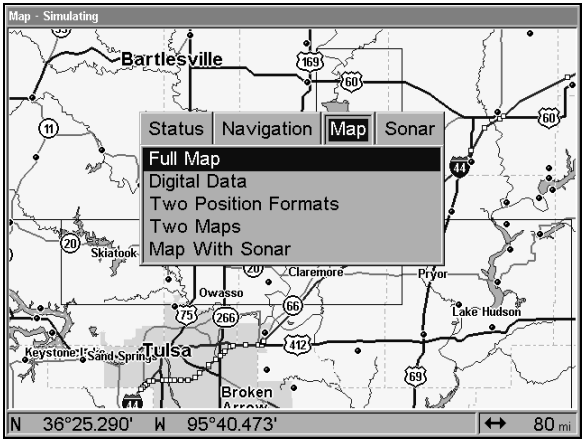 Map - Simulating
33
Bartlesville
169
60
60
11
Status Navigation Map Sonar
Full Map
Digital Data
Two Position Formats
Two Maps
Map With Sonar
44
20
Skiatook
20
Claremore
Pryor
Owasso
66
75
266
Lake Hudson
412
Keystone
Sand Springs
Tulsa
69
44
Broken
Arrow
N 36°25.290' W 95°40.473' ↔ 80 mi